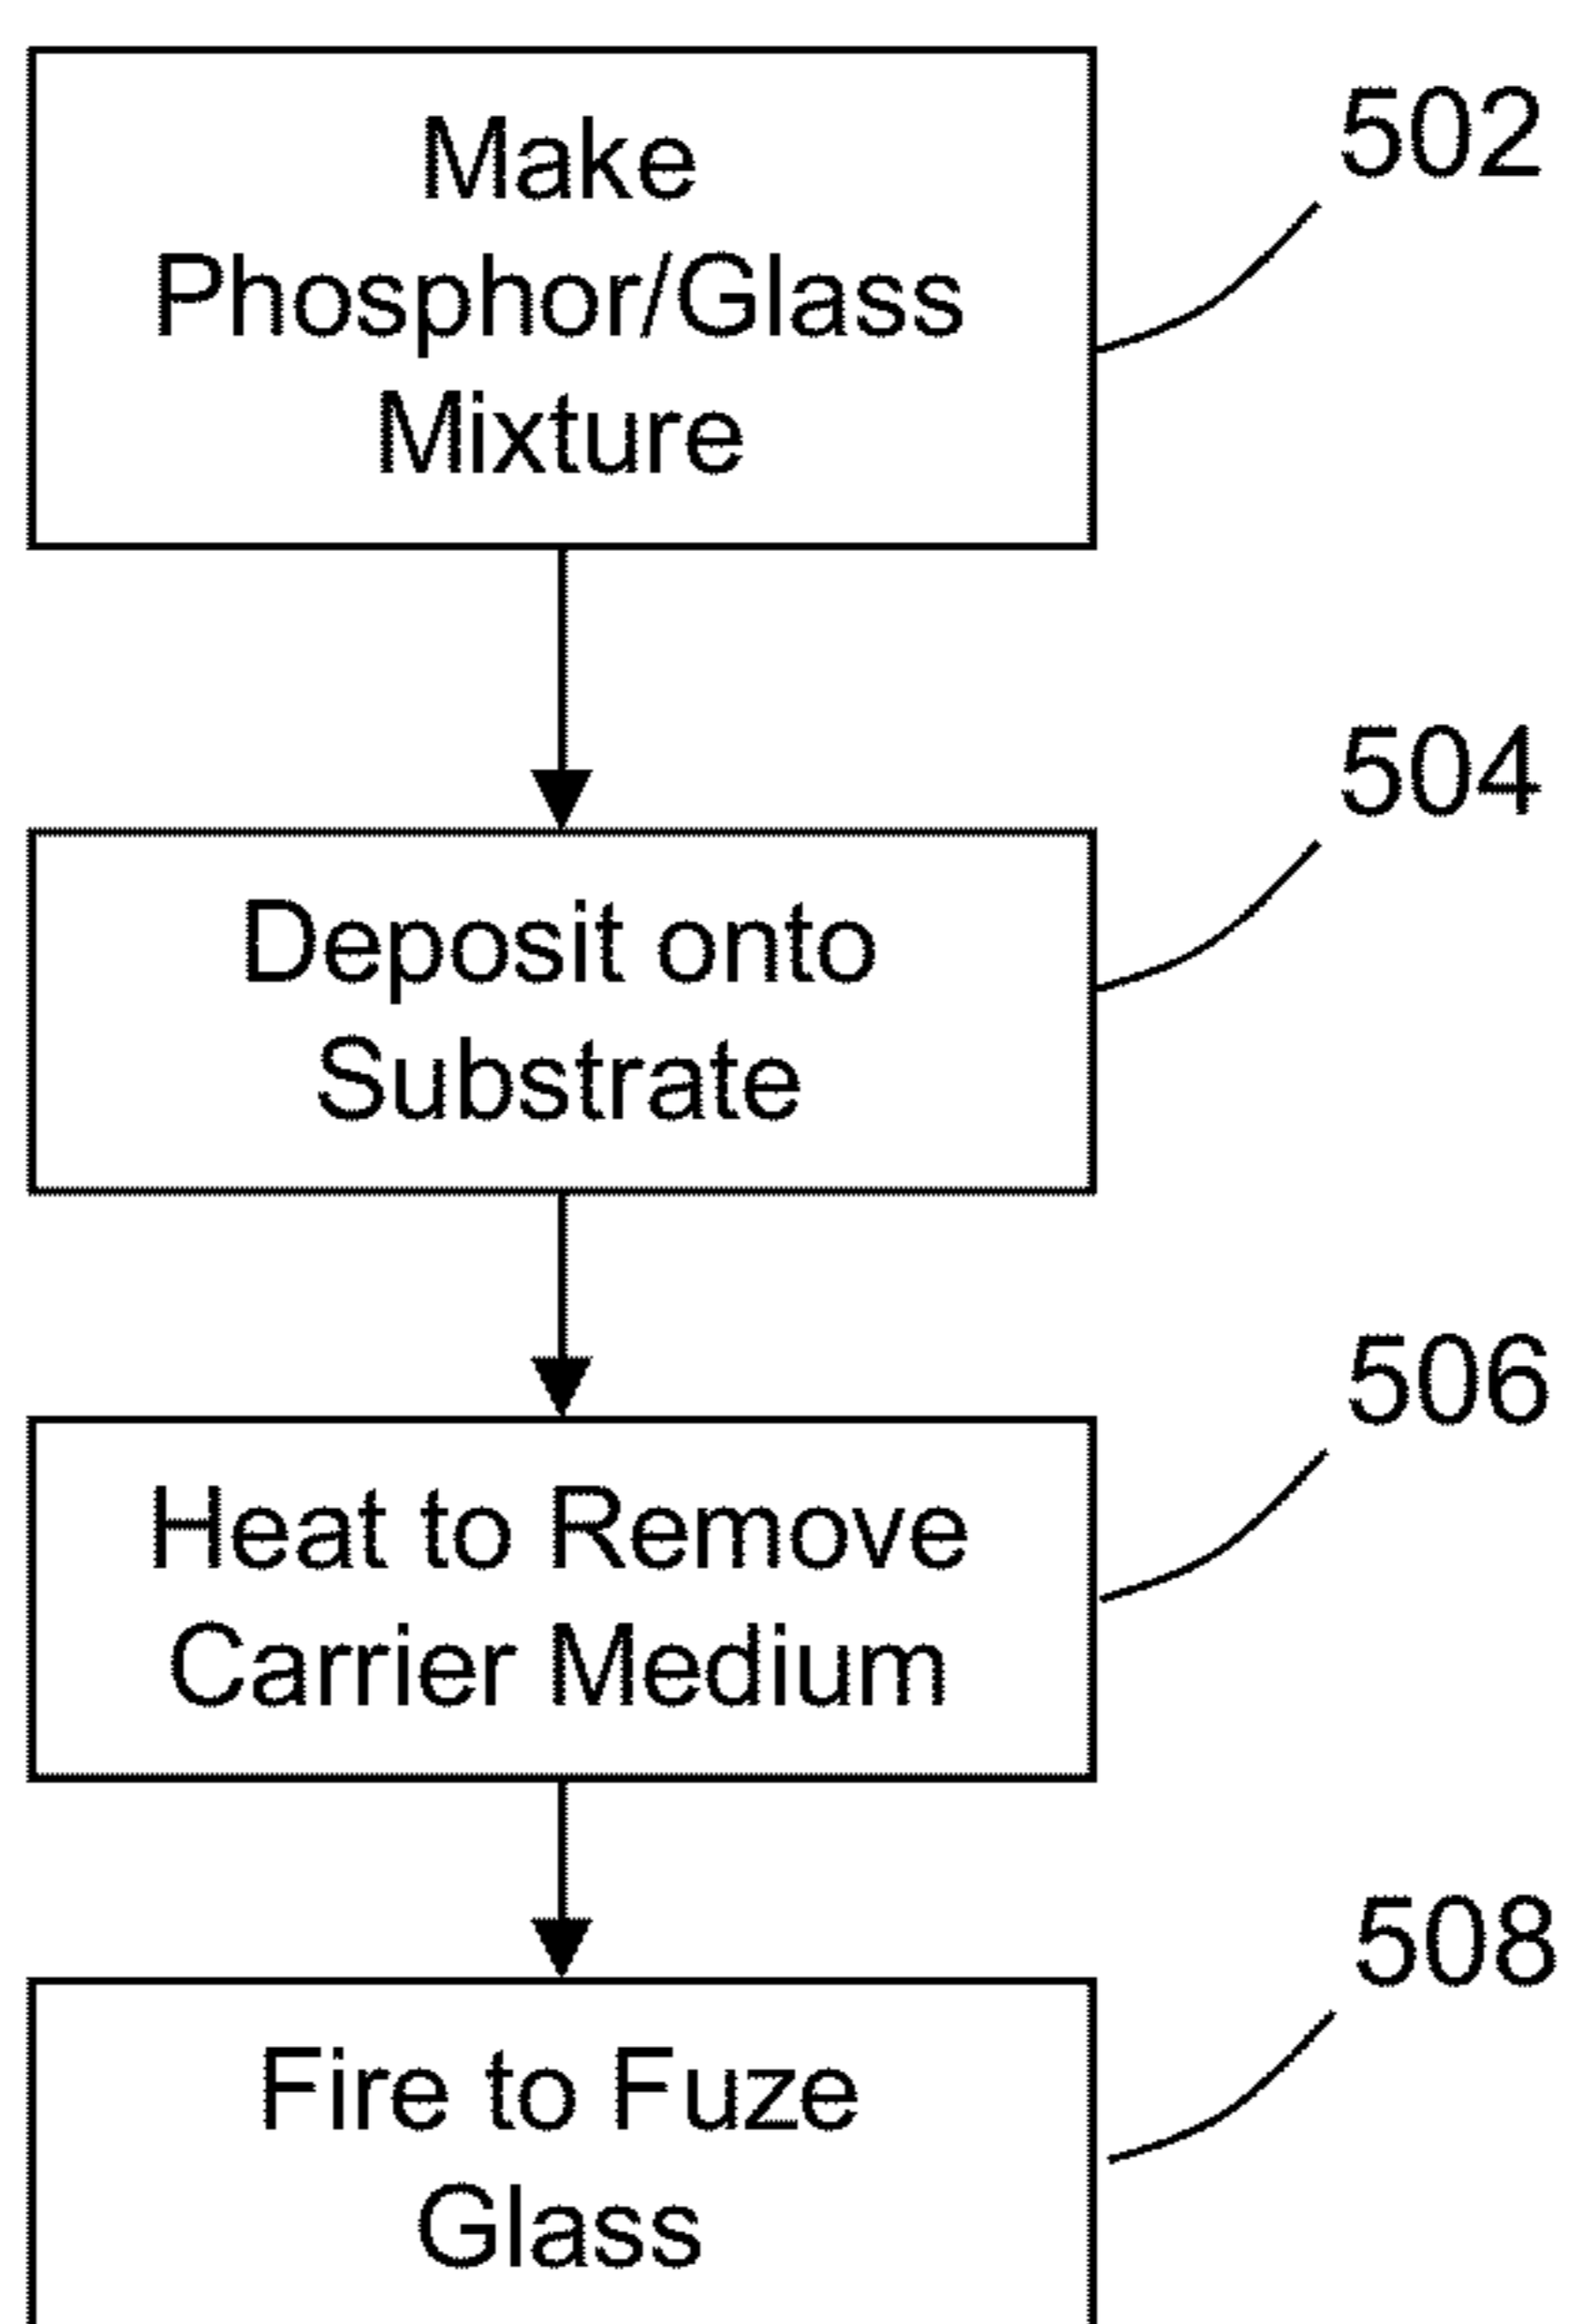 Make
Phosphor/Glass
Mixture
502
Deposit onto
Substrate
504
Heat to Remove
Carrier Medium
506
Fire to Fuze
Glass
508